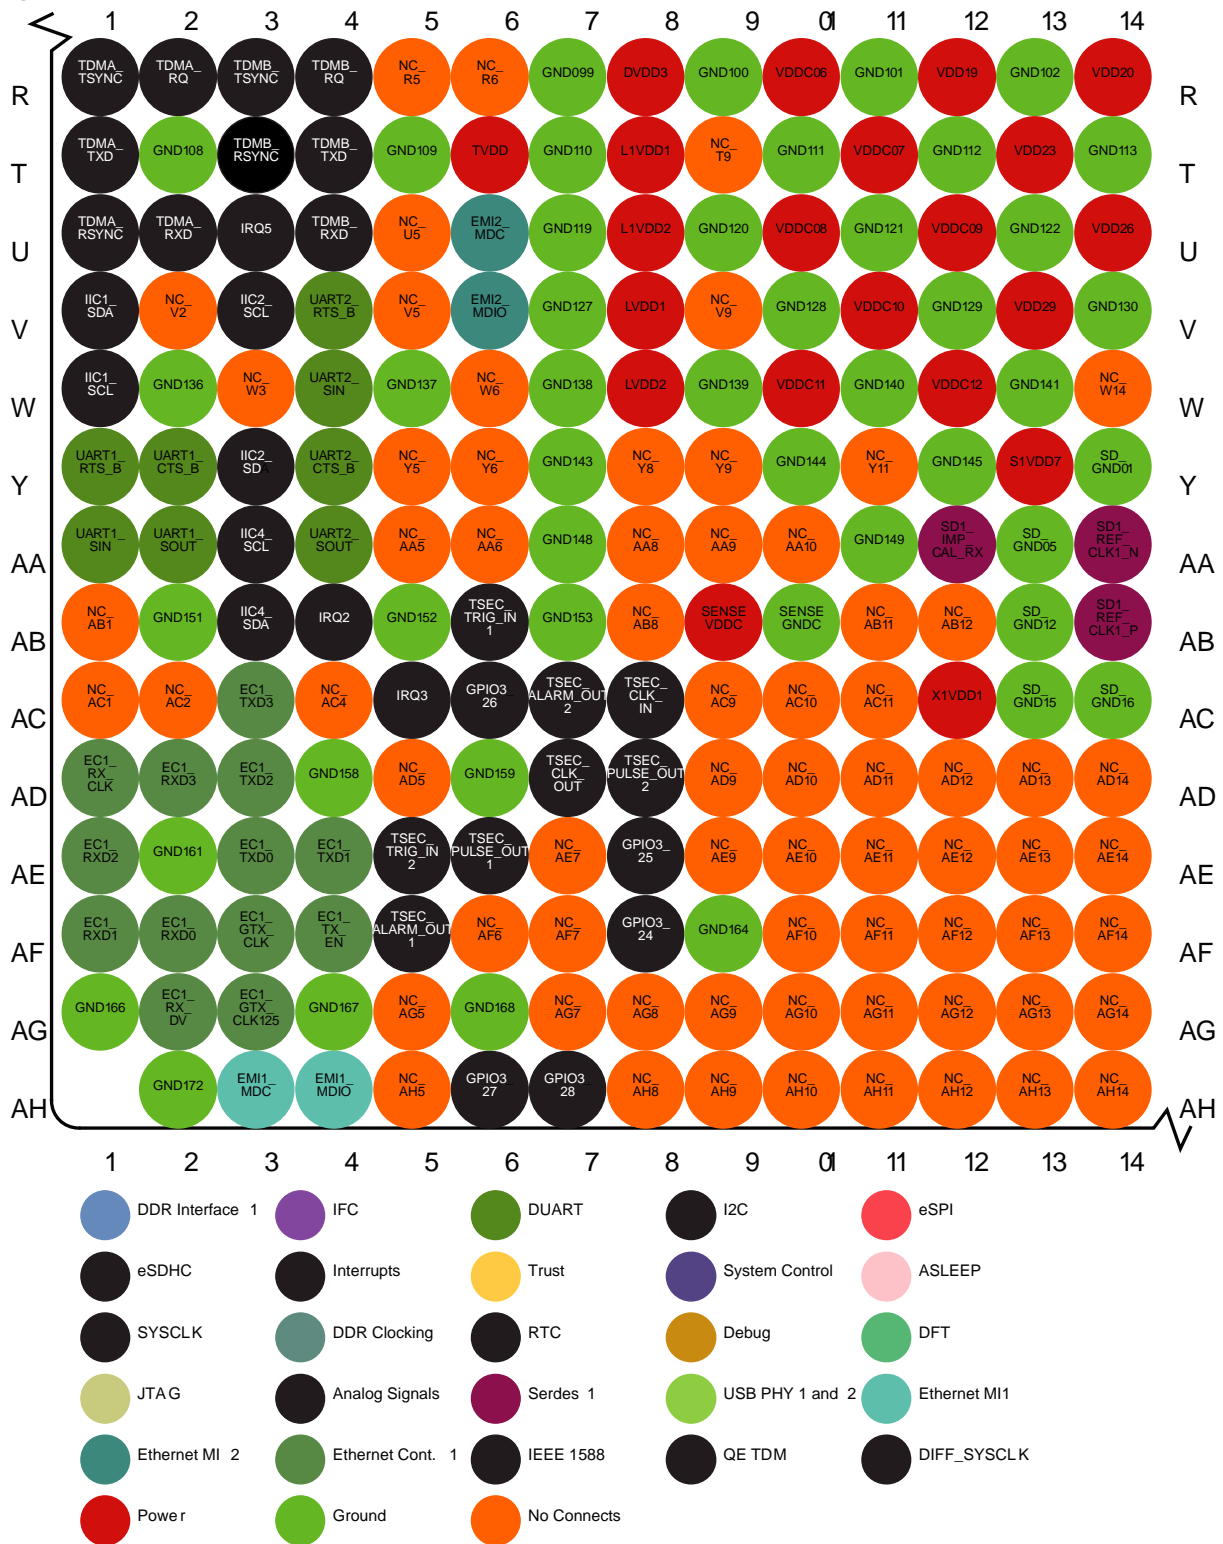 1 2 3 4 5 6 7 8 9 10 11 12 13 14
R TDMA_TSYNC TDMA_RQ TDMB_TSYNC TDMB_RQ NC_R5 NC_R6 GND099 DVDD3 GND100 VDDC06 GND101 VDD19 GND102 VDD20 R
T TDMA_TXD GND108 TDMB_RSYNC TDMB_TXD GND109 TVDD GND110 L1VDD1 NC_T9 GND111 VDDC07 GND112 VDD23 GND113 T
U TDMA_RSYNC TDMA_RXD IRQ5 TDMB_RXD NC_U5 EMI2_MDC GND119 L1VDD2 GND120 VDDC08 GND121 VDDC09 GND122 VDD26 U
V IIC1_SDA NC_V2 IIC2_SCL UART2_RTS_B NC_V5 EMI2_MDIO GND127 LVDD1 NC_V9 GND128 VDDC10 GND129 VDD29 GND130 V
W IIC1_SCL GND136 NC_W3 UART2_SIN GND137 NC_W6 GND138 LVDD2 GND139 VDDC11 GND140 VDDC12 GND141 NC_W14 W
Y UART1_RTS_B UART1_CTS_B IIC2_SDA UART2_CTS_B NC_Y5 NC_Y6 GND143 NC_Y8 NC_Y9 GND144 NC_Y11 GND145 S1VDD7 SD_GND01 Y
AA UART1_SIN UART1_SOUT IIC4_SCL UART2_SOUT NC_AA5 NC_AA6 GND148 NC_AA8 NC_AA9 NC_AA10 GND149 SD1_IMP_CAL_RX SD_GND05 SD1_REF_CLK1_N AA
AB NC_AB1 GND151 IIC4_SDA IRQ2 GND152 TSEC_TRIG_IN1 GND153 NC_AB8 SENSEVDDC SENSEGNDC NC_AB11 NC_AB12 SD_GND12 SD1_REF_CLK1_P AB
AC NC_AC1 NC_AC2 EC1_TXD3 NC_AC4 IRQ3 GPIO3_26 TSEC_ALARM_OUT2 TSEC_CLK_IN NC_AC9 NC_AC10 NC_AC11 X1VDD1 SD_GND15 SD_GND16 AC
AD EC1_RX_CLK EC1_RXD3 EC1_TXD2 GND158 NC_AD5 GND159 TSEC_CLK_OUT TSEC_PULSE_OUT2 NC_AD9 NC_AD10 NC_AD11 NC_AD12 NC_AD13 NC_AD14 AD
AE EC1_RXD2 GND161 EC1_TXD0 EC1_TXD1 TSEC_TRIG_IN2 TSEC_PULSE_OUT1 NC_AE7 GPIO3_25 NC_AE9 NC_AE10 NC_AE11 NC_AE12 NC_AE13 NC_AE14 AE
AF EC1_RXD1 EC1_RXD0 EC1_GTX_CLK EC1_TX_EN TSEC_ALARM_OUT1 NC_AF6 NC_AF7 GPIO3_24 GND164 NC_AF10 NC_AF11 NC_AF12 NC_AF13 NC_AF14 AF
AG GND166 EC1_RX_DV EC1_GTX_CLK125 GND167 NC_AG5 GND168 NC_AG7 NC_AG8 NC_AG9 NC_AG10 NC_AG11 NC_AG12 NC_AG13 NC_AG14 AG
AH GND172 EMI1_MDC EMI1_MDIO NC_AH5 GPIO3_27 GPIO3_28 NC_AH8 NC_AH9 NC_AH10 NC_AH11 NC_AH12 NC_AH13 NC_AH14 AH
1 2 3 4 5 6 7 8 9 10 11 12 13 14
DDR Interface 1 IFC DUART I2C eSPI
eSDHC Interrupts Trust System Control ASLEEP
SYSCLK DDR Clocking RTC Debug DFT
JTAG Analog Signals Serdes 1 USB PHY 1 and 2 Ethernet MI1
Ethernet MI 2 Ethernet Cont. 1 IEEE 1588 QE TDM DIFF_SYSCLK
Power Ground No Connects